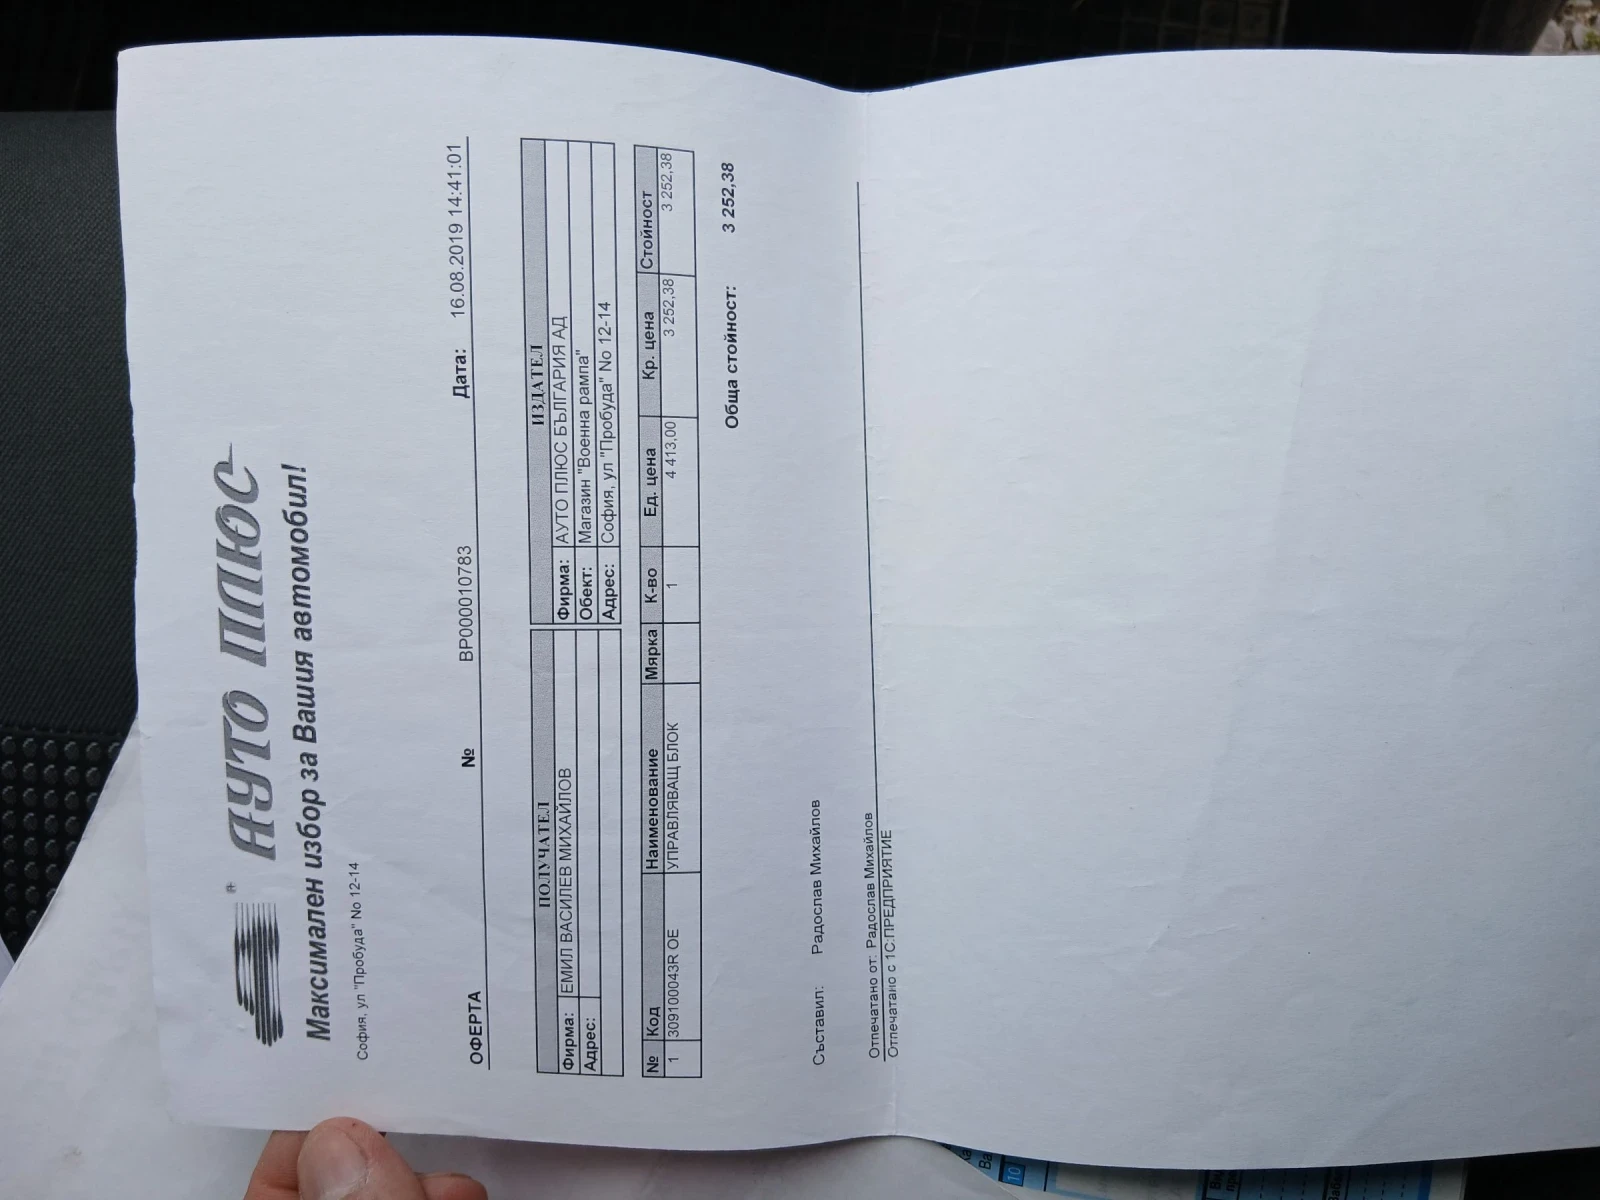 АУТО ПЛЮС
Максимален избор за Вашия автомобил!
София, ул "Пробуда" No 12-14
ОФЕРТА № ВР000010783 Дата: 16.08.2019 14:41:01
ПОЛУЧАТЕЛ ИЗДАТЕЛ
Фирма: ЕМИЛ ВАСИЛЕВ МИХАЙЛОВ Фирма: АУТО ПЛЮС БЪЛГАРИЯ АД
Адрес: Обект: Магазин "Военна рампа"
Адрес: София, ул "Пробуда" No 12-14
№ Код Наименование Мярка К-во Ед. цена Кр. цена Стойност
1 309100043R OE УПРАВЛЯВАЩ БЛОК 1 4 413,00 3 252,38 3 252,38
Обща стойност: 3 252,38
Съставил: Радослав Михайлов
Отпечатано от: Радослав Михайлов
Отпечатано с 1С:ПРЕДПРИЯТИЕ
10